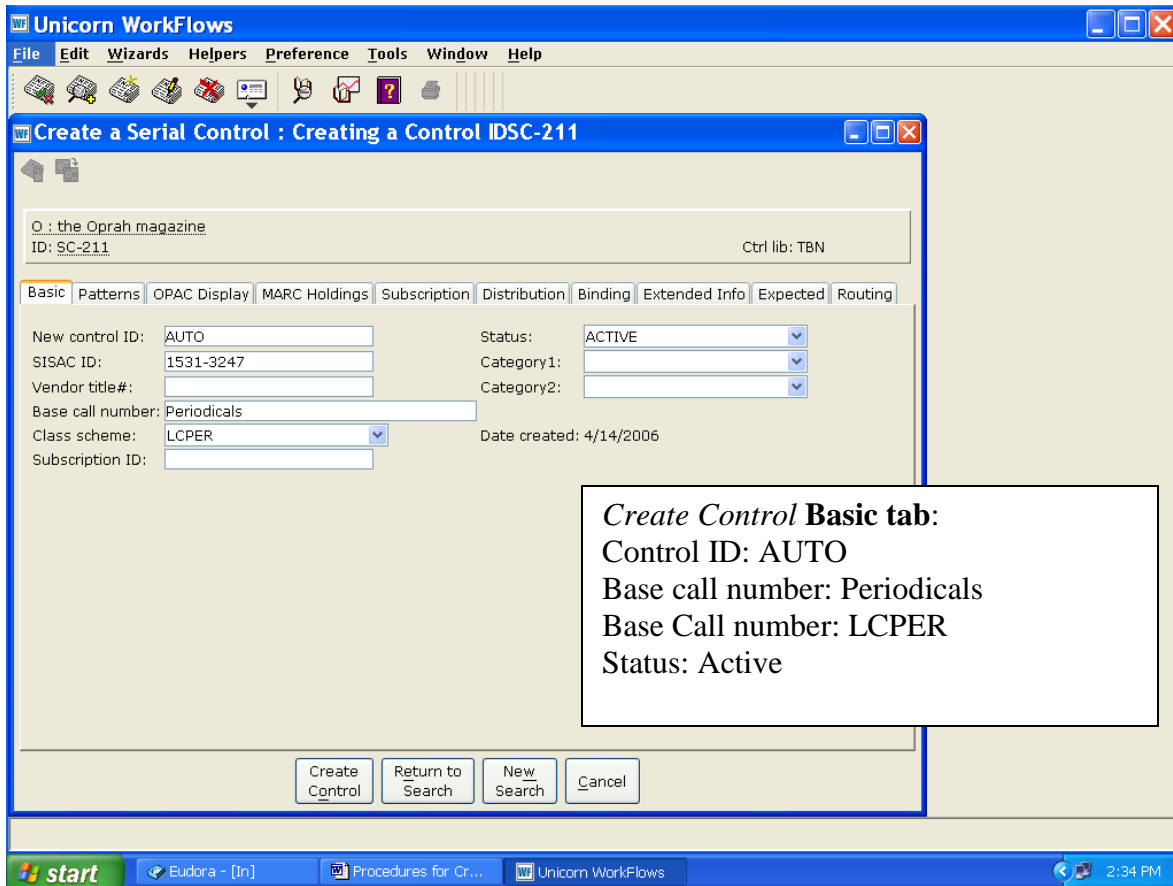 Unicorn WorkFlows
File Edit Wizards Helpers Preference Tools Window Help
Create a Serial Control : Creating a Control IDSC-211
O : the Oprah magazine
ID: SC-211
Ctrl lib: TBN
Basic Patterns OPAC Display MARC Holdings Subscription Distribution Binding Extended Info Expected Routing
New control ID: AUTO Status: ACTIVE
SISAC ID: 1531-3247 Category1:
Vendor title#: Category2:
Base call number: Periodicals
Class scheme: LCPER Date created: 4/14/2006
Subscription ID:
Create Control Basic tab:
Control ID: AUTO
Base call number: Periodicals
Base Call number: LCPER
Status: Active
Create Control Return to Search New Search Cancel
start Eudora - [In] Procedures for Cr... WF Unicorn WorkFlows 2:34 PM